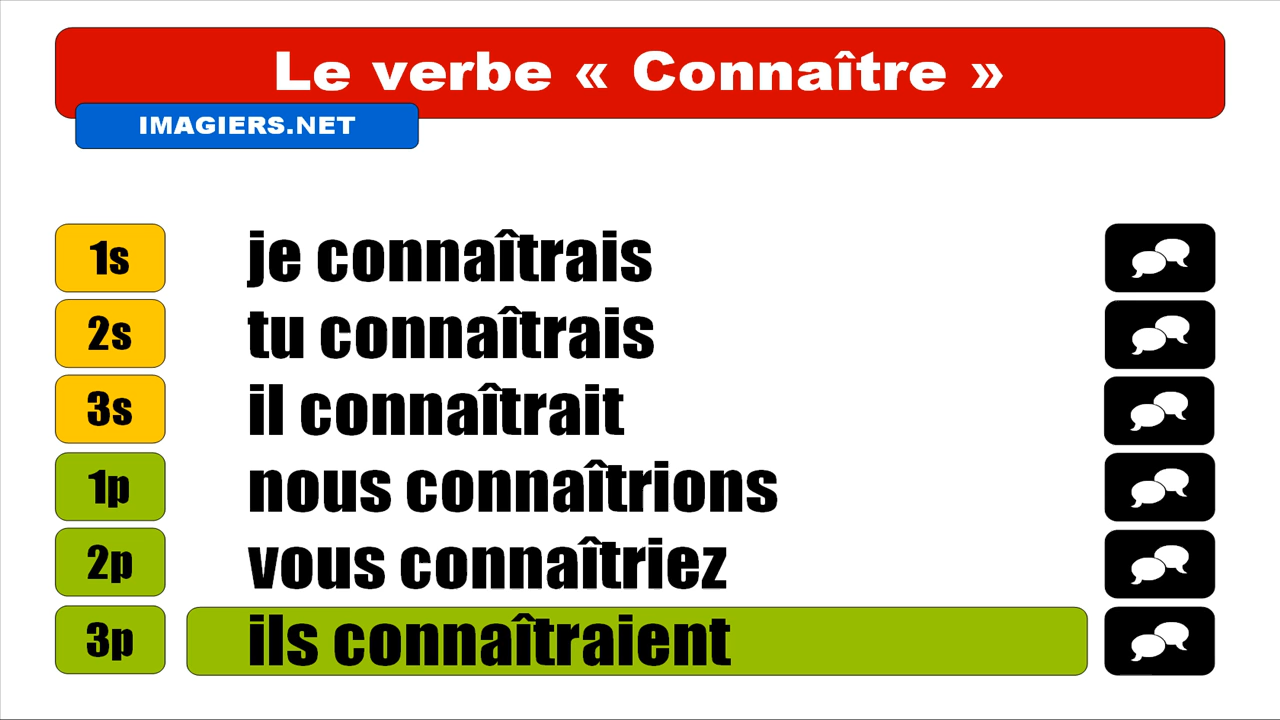 Le verbe « Connaître »
IMAGIERS.NET
1s je connaîtrais
2s tu connaîtrais
3s il connaîtrait
1p nous connaîtrions
2p vous connaîtriez
3p ils connaîtraient